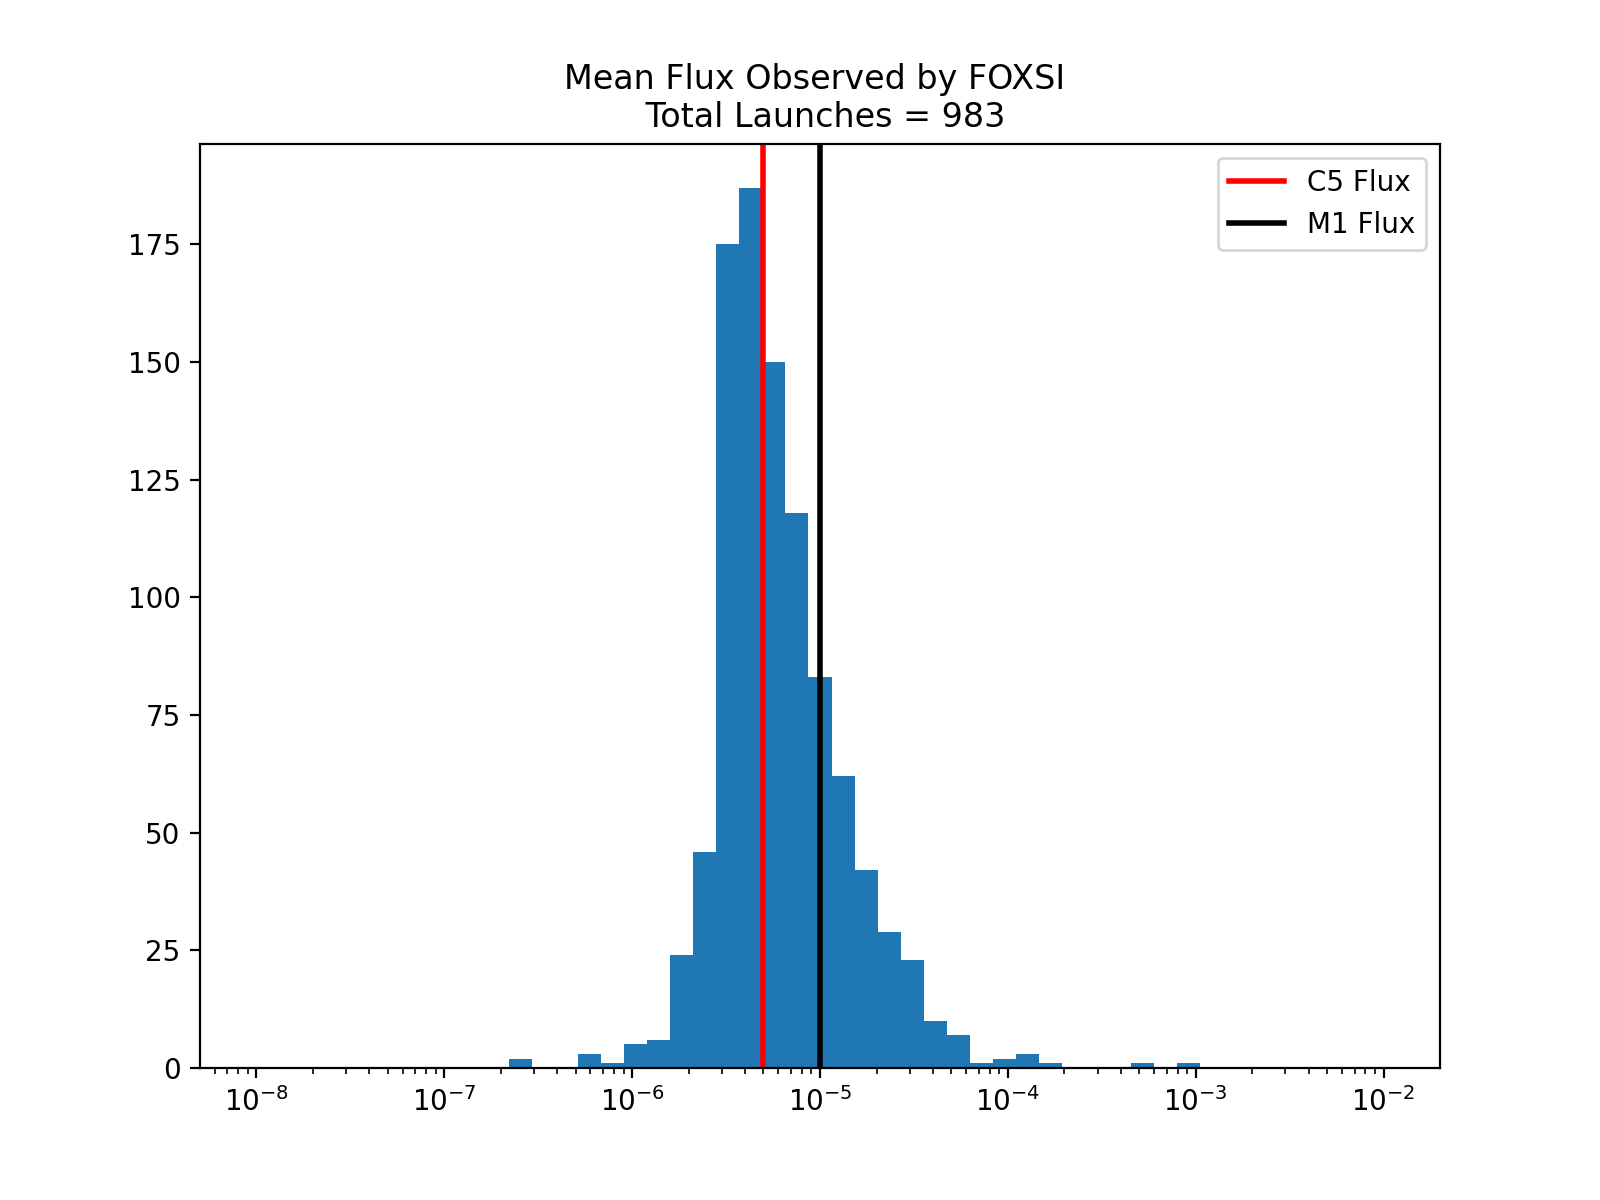 Mean Flux Observed by FOXSI
Total Launches = 983
C5 Flux
M1 Flux
175
150
125
100
75
50
25
0
10⁻⁸ 10⁻⁷ 10⁻⁶ 10⁻⁵ 10⁻⁴ 10⁻³ 10⁻²